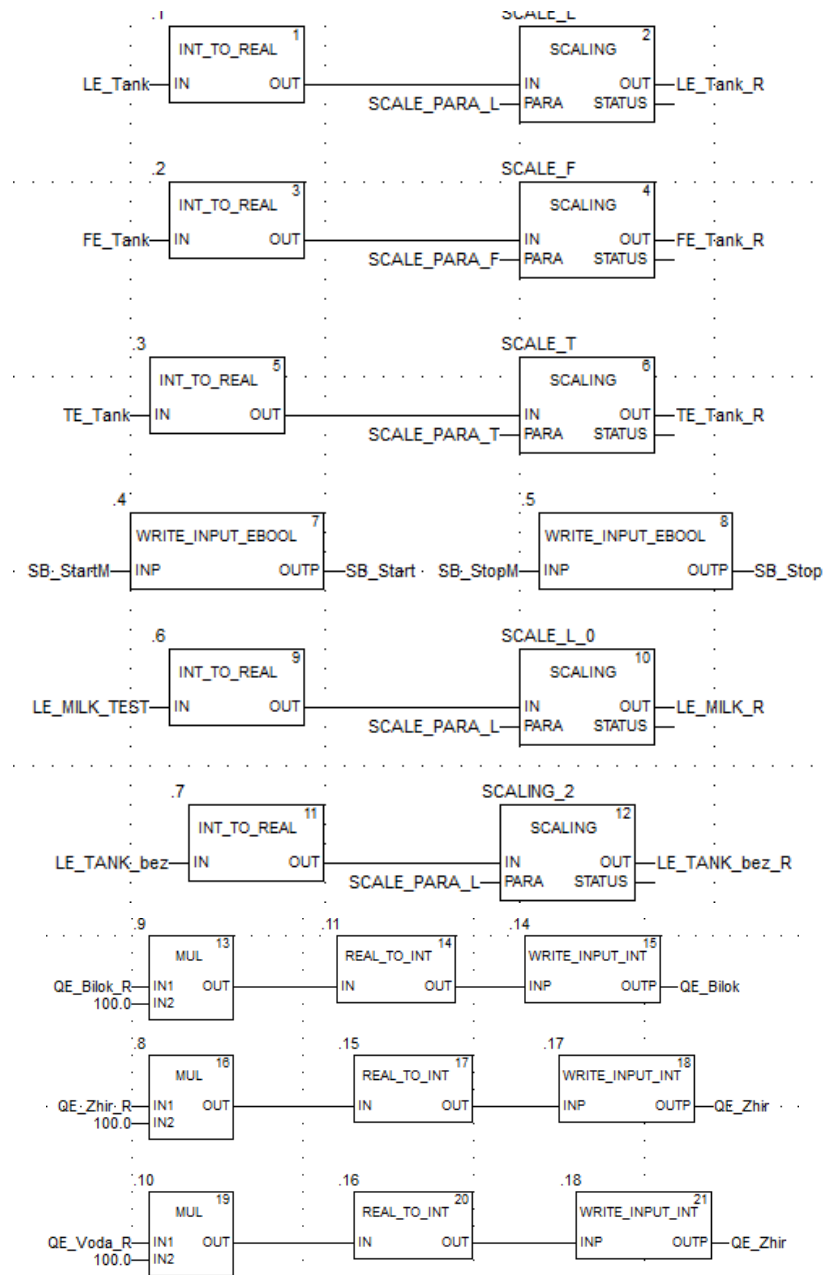 .1 SCALE_L
INT_TO_REAL 1 SCALING 2
LE_Tank IN OUT IN OUT LE_Tank_R
SCALE_PARA_L PARA STATUS
.2 SCALE_F
INT_TO_REAL 3 SCALING 4
FE_Tank IN OUT IN OUT FE_Tank_R
SCALE_PARA_F PARA STATUS
.3 SCALE_T
INT_TO_REAL 5 SCALING 6
TE_Tank IN OUT IN OUT TE_Tank_R
SCALE_PARA_T PARA STATUS
.4 .5
WRITE_INPUT_EBOOL 7 WRITE_INPUT_EBOOL 8
SB_StartM INP OUTP SB_Start SB_StopM INP OUTP SB_Stop
.6 SCALE_L_0
INT_TO_REAL 9 SCALING 10
LE_MILK_TEST IN OUT IN OUT LE_MILK_R
SCALE_PARA_L PARA STATUS
.7 SCALING_2
INT_TO_REAL 11 SCALING 12
LE_TANK_bez IN OUT IN OUT LE_TANK_bez_R
SCALE_PARA_L PARA STATUS
.9 .11 .14
MUL 13 REAL_TO_INT 14 WRITE_INPUT_INT 15
QE_Bilok_R IN1 OUT IN OUT INP OUTP QE_Bilok
100.0 IN2
.8 .15 .17
MUL 16 REAL_TO_INT 17 WRITE_INPUT_INT 18
QE_Zhir_R IN1 OUT IN OUT INP OUTP QE_Zhir
100.0 IN2
.10 .16 .18
MUL 19 REAL_TO_INT 20 WRITE_INPUT_INT 21
QE_Voda_R IN1 OUT IN OUT INP OUTP QE_Zhir
100.0 IN2